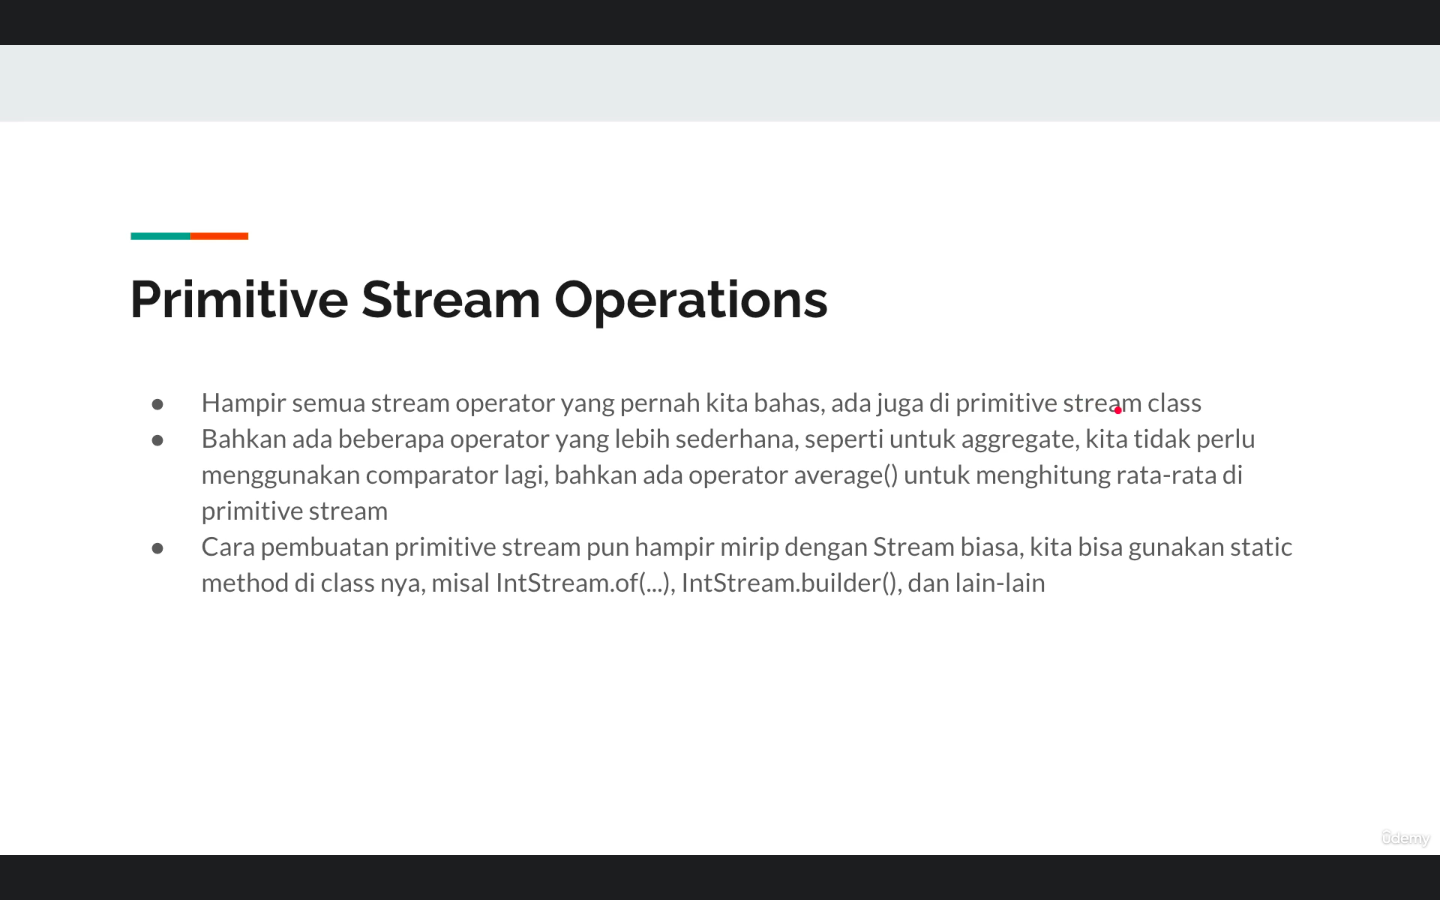 Primitive Stream Operations
● Hampir semua stream operator yang pernah kita bahas, ada juga di primitive stream class
● Bahkan ada beberapa operator yang lebih sederhana, seperti untuk aggregate, kita tidak perlu
menggunakan comparator lagi, bahkan ada operator average() untuk menghitung rata-rata di
primitive stream
● Cara pembuatan primitive stream pun hampir mirip dengan Stream biasa, kita bisa gunakan static
method di class nya, misal IntStream.of(...), IntStream.builder(), dan lain-lain
ûdemy